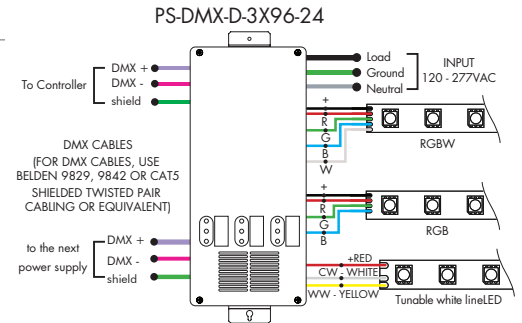 PS-DMX-D-3X96-24
To Controller
DMX +
DMX -
shield
Load
Ground
Neutral
INPUT
120 - 277VAC
DMX CABLES
(FOR DMX CABLES, USE
BELDEN 9829, 9842 OR CAT5
SHIELDED TWISTED PAIR
CABLING OR EQUIVALENT)
+
R
G
B
W
RGBW
+
R
G
B
RGB
to the next
power supply
DMX +
DMX -
shield
+RED
CW - WHITE
WW - YELLOW
Tunable white lineLED